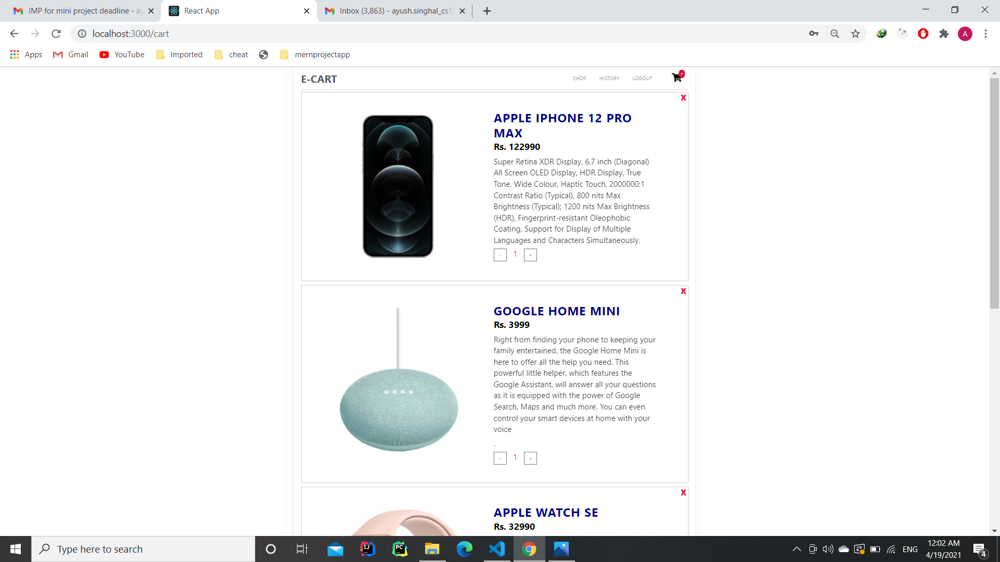 IMP for mini project deadline - ay
React App
Inbox (3,863) - ayush.singhal_cs18
localhost:3000/cart
A
Apps
Gmail
YouTube
Imported
cheat
mernprojectapp
E-CART
SHOP
HISTORY
LOGOUT
4
X
APPLE IPHONE 12 PRO
MAX
Rs. 122990
Super Retina XDR Display, 6.7 inch (Diagonal)
All Screen OLED Display, HDR Display, True
Tone, Wide Colour, Haptic Touch, 2000000:1
Contrast Ratio (Typical), 800 nits Max
Brightness (Typical); 1200 nits Max Brightness
(HDR), Fingerprint-resistant Oleophobic
Coating, Support for Display of Multiple
Languages and Characters Simultaneously.
- 1 +
X
GOOGLE HOME MINI
Rs. 3999
Right from finding your phone to keeping your
family entertained, the Google Home Mini is
here to offer all the help you need. This
powerful little helper, which features the
Google Assistant, will answer all your questions
as it is equipped with the power of Google
Search, Maps and much more. You can even
control your smart devices at home with your
voice
.
- 1 +
X
APPLE WATCH SE
Rs. 32990
Type here to search
IJ
PC
ENG
12:02 AM
4/19/2021
4